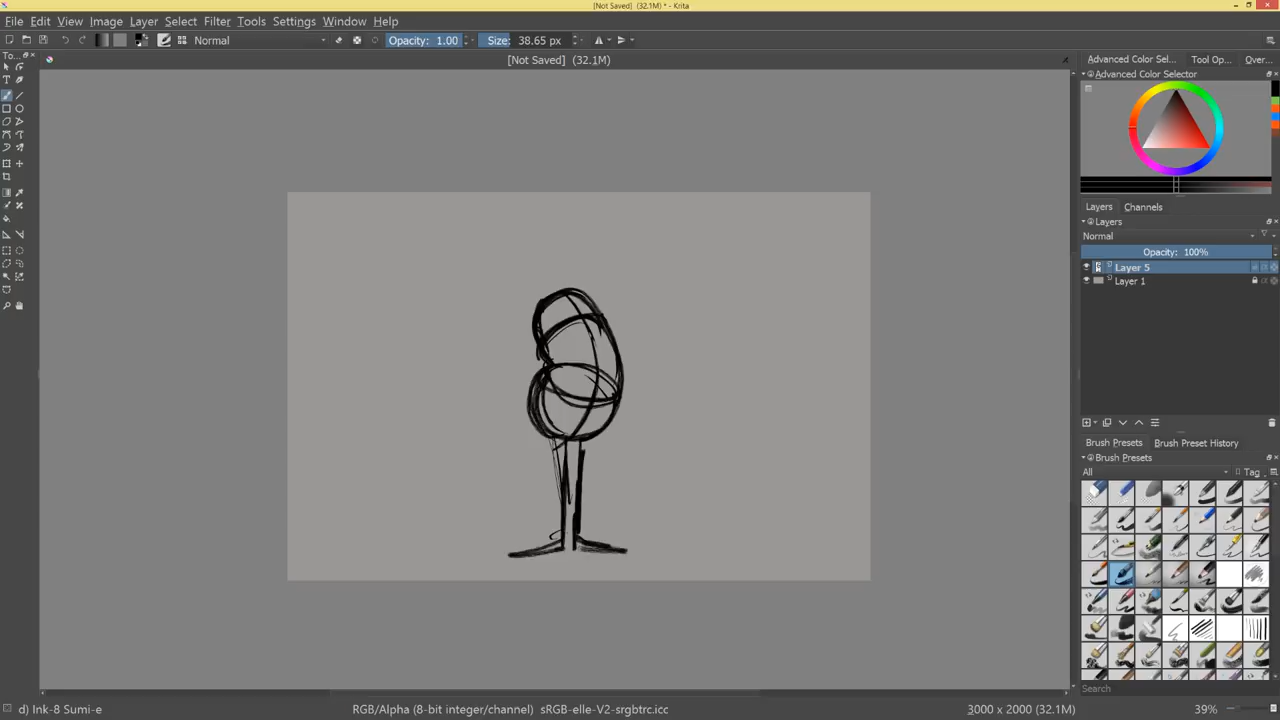 [Not Saved] (32.1M) * - Krita
File Edit View Image Layer Select Filter Tools Settings Window Help
Normal Opacity: 1.00 Size: 38.65 px
To... [Not Saved] (32.1M) Advanced Color Sel... Tool Op... Over...
Advanced Color Selector
Layers Channels
Layers
Normal
Opacity: 100%
Layer 5
Layer 1
Brush Presets Brush Preset History
Brush Presets
All Tag
Search
d) Ink-8 Sumi-e RGB/Alpha (8-bit integer/channel) sRGB-elle-V2-srgbtrc.icc 3000 x 2000 (32.1M) 39%